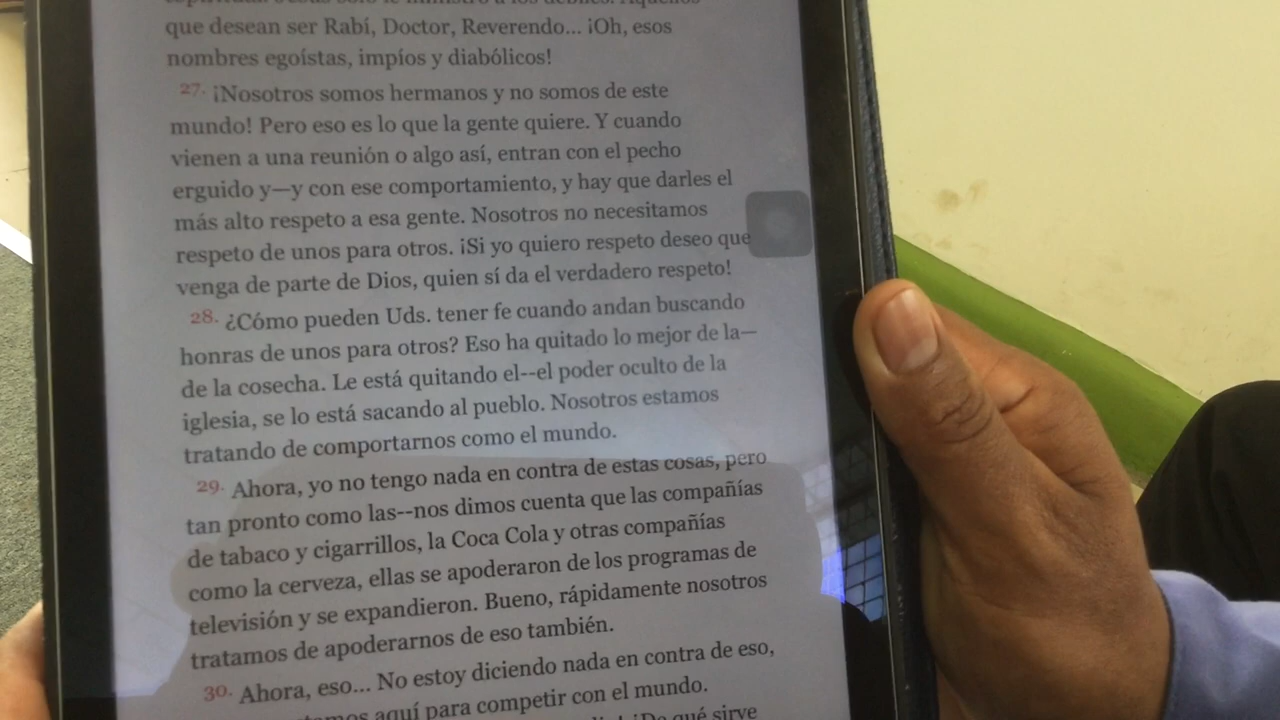 que desean ser Rabí, Doctor, Reverendo... ¡Oh, esos
nombres egoístas, impíos y diabólicos!
27. ¡Nosotros somos hermanos y no somos de este
mundo! Pero eso es lo que la gente quiere. Y cuando
vienen a una reunión o algo así, entran con el pecho
erguido y—y con ese comportamiento, y hay que darles el
más alto respeto a esa gente. Nosotros no necesitamos
respeto de unos para otros. ¡Si yo quiero respeto deseo que
venga de parte de Dios, quien sí da el verdadero respeto!
28. ¿Cómo pueden Uds. tener fe cuando andan buscando
honras de unos para otros? Eso ha quitado lo mejor de la—
de la cosecha. Le está quitando el--el poder oculto de la
iglesia, se lo está sacando al pueblo. Nosotros estamos
tratando de comportarnos como el mundo.
29. Ahora, yo no tengo nada en contra de estas cosas, pero
tan pronto como las--nos dimos cuenta que las compañías
de tabaco y cigarrillos, la Coca Cola y otras compañías
como la cerveza, ellas se apoderaron de los programas de
televisión y se expandieron. Bueno, rápidamente nosotros
tratamos de apoderarnos de eso también.
30. Ahora, eso... No estoy diciendo nada en contra de eso,
aquí para competir con el mundo.
¡De qué sirve